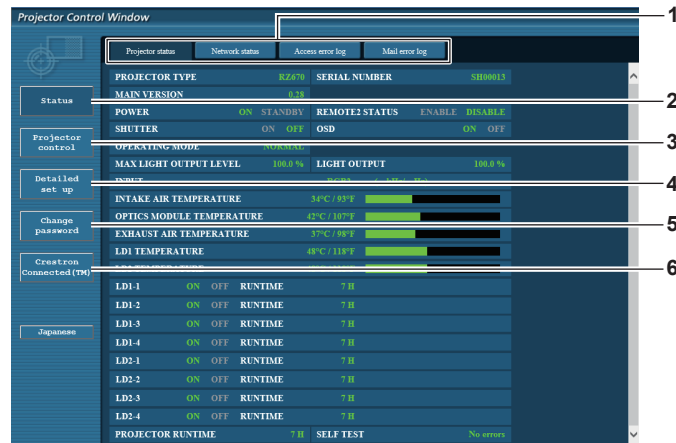 Projector Control Window
1
Projector status Network status Access error log Mail error log
PROJECTOR TYPE RZ670 SERIAL NUMBER SH00013
MAIN VERSION 0.28
Status
2
POWER ON STANDBY REMOTE2 STATUS ENABLE DISABLE
SHUTTER ON OFF OSD ON OFF
Projector control
3
OPERATING MODE NORMAL
MAX LIGHT OUTPUT LEVEL 100.0 % LIGHT OUTPUT 100.0 %
Detailed set up
4
INTAKE AIR TEMPERATURE 34°C / 93°F
OPTICS MODULE TEMPERATURE 42°C / 107°F
Change password
5
EXHAUST AIR TEMPERATURE 37°C / 98°F
LD1 TEMPERATURE 48°C / 118°F
Crestron Connected(TM)
6
LD1-1 ON OFF RUNTIME 7 H
LD1-2 ON OFF RUNTIME 7 H
LD1-3 ON OFF RUNTIME 7 H
Japanese
LD1-4 ON OFF RUNTIME 7 H
LD2-1 ON OFF RUNTIME 7 H
LD2-2 ON OFF RUNTIME 7 H
LD2-3 ON OFF RUNTIME 7 H
LD2-4 ON OFF RUNTIME 7 H
PROJECTOR RUNTIME 7 H SELF TEST No errors